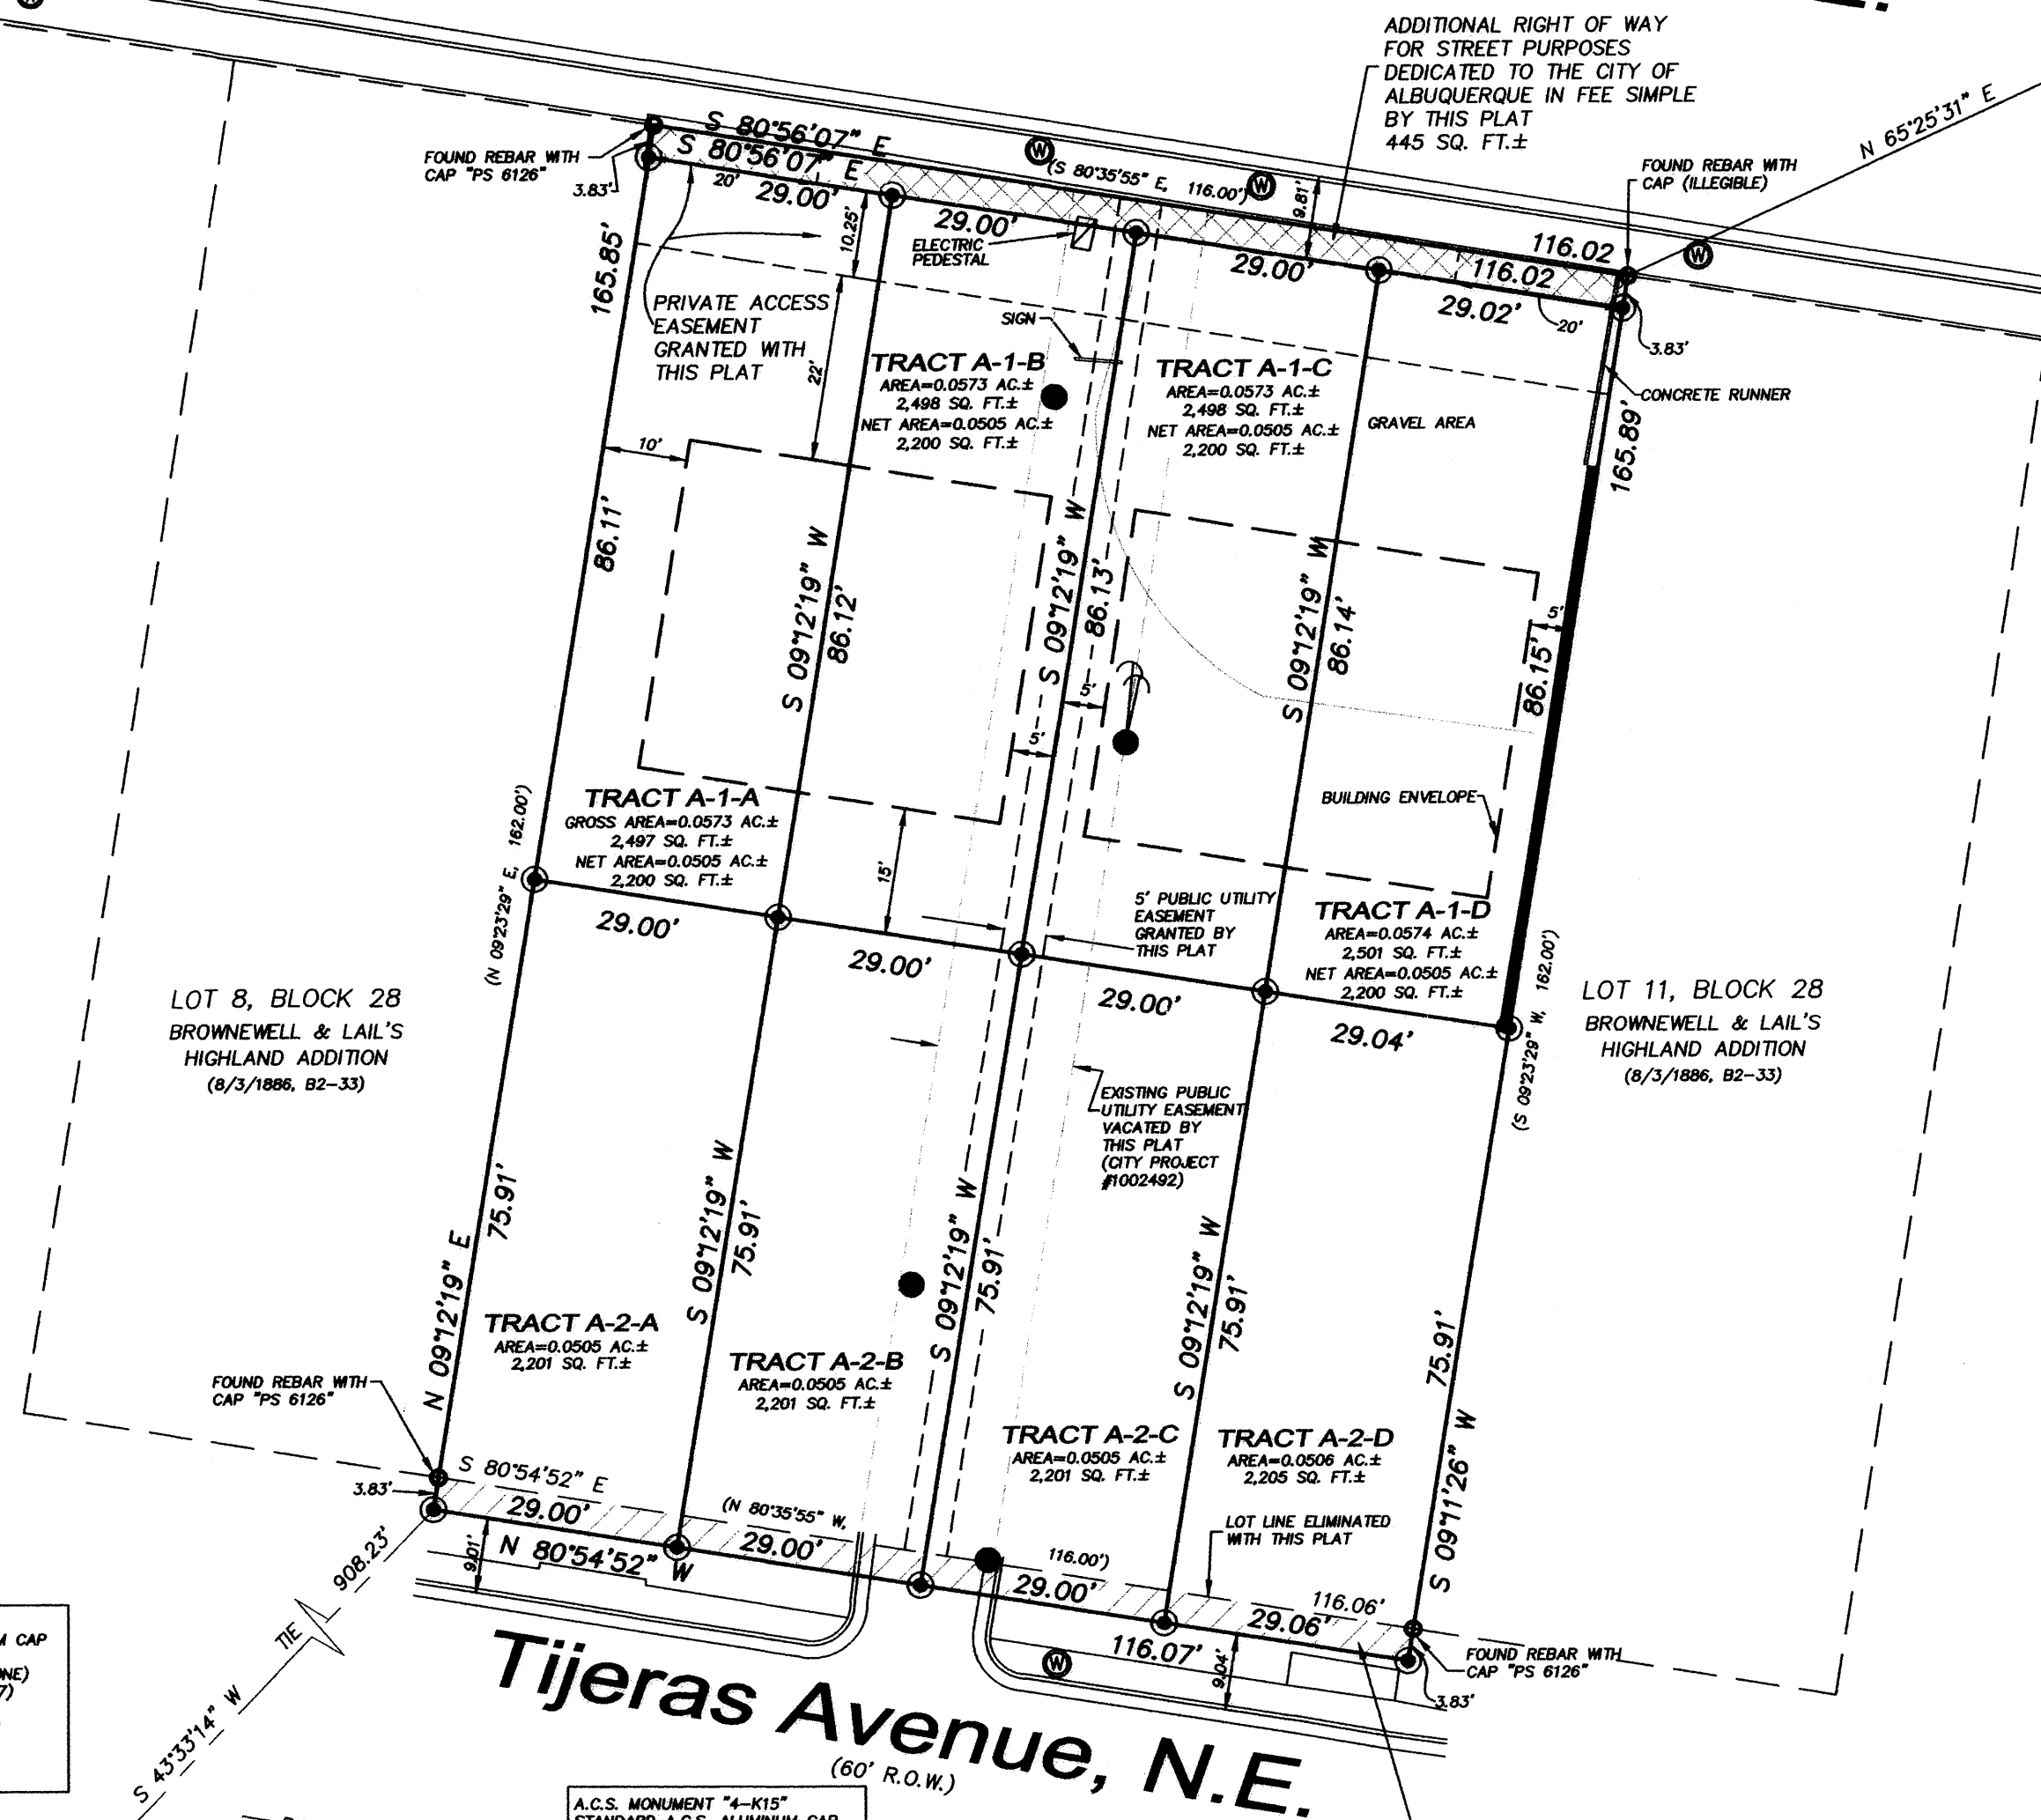 ADDITIONAL RIGHT OF WAY
FOR STREET PURPOSES
DEDICATED TO THE CITY OF
ALBUQUERQUE IN FEE SIMPLE
BY THIS PLAT
445 SQ. FT.±
N 65°25'31" E
FOUND REBAR WITH
CAP (ILLEGIBLE)
FOUND REBAR WITH
CAP "PS 6126"
3.83'
S 80°56'07" E
S 80°56'07" E
(S 80°35'55" E, 116.00')
W
W
W
9.81'
116.02
116.02
20'
29.00'
29.00'
29.00'
29.02'
20'
3.83'
10.25'
ELECTRIC
PEDESTAL
SIGN
CONCRETE RUNNER
165.85'
165.89'
PRIVATE ACCESS
EASEMENT
GRANTED WITH
THIS PLAT
22'
TRACT A-1-B
AREA=0.0573 AC.±
2,498 SQ. FT.±
NET AREA=0.0505 AC.±
2,200 SQ. FT.±
TRACT A-1-C
AREA=0.0573 AC.±
2,498 SQ. FT.±
NET AREA=0.0505 AC.±
2,200 SQ. FT.±
GRAVEL AREA
10'
86.11'
S 09°12'19" W
86.12'
S 09°12'19" W
86.13'
S 09°12'19" W
86.14'
86.15'
5'
5'
5'
BUILDING ENVELOPE
(N 09°23'29" E, 162.00')
TRACT A-1-A
GROSS AREA=0.0573 AC.±
2,497 SQ. FT.±
NET AREA=0.0505 AC.±
2,200 SQ. FT.±
15'
5' PUBLIC UTILITY
EASEMENT
GRANTED BY
THIS PLAT
TRACT A-1-D
AREA=0.0574 AC.±
2,501 SQ. FT.±
NET AREA=0.0505 AC.±
2,200 SQ. FT.±
(S 09°23'29" W, 162.00')
29.00'
29.00'
29.00'
29.04'
LOT 8, BLOCK 28
BROWNEWELL & LAIL'S
HIGHLAND ADDITION
(8/3/1886, B2-33)
LOT 11, BLOCK 28
BROWNEWELL & LAIL'S
HIGHLAND ADDITION
(8/3/1886, B2-33)
EXISTING PUBLIC
UTILITY EASEMENT
VACATED BY
THIS PLAT
(CITY PROJECT
#1002492)
N 09°12'19" E
75.91'
S 09°12'19" W
75.91'
S 09°12'19" W
75.91'
S 09°12'19" W
75.91'
S 09°11'26" W
75.91'
TRACT A-2-A
AREA=0.0505 AC.±
2,201 SQ. FT.±
TRACT A-2-B
AREA=0.0505 AC.±
2,201 SQ. FT.±
TRACT A-2-C
AREA=0.0505 AC.±
2,201 SQ. FT.±
TRACT A-2-D
AREA=0.0506 AC.±
2,205 SQ. FT.±
FOUND REBAR WITH
CAP "PS 6126"
3.83'
S 80°54'52" E
(N 80°35'55" W,
116.00')
LOT LINE ELIMINATED
WITH THIS PLAT
116.06'
29.00'
29.00'
29.00'
29.06'
N 80°54'52" W
116.07'
9.01'
9.04'
W
FOUND REBAR WITH
CAP "PS 6126"
3.83'
908.23'
TIE
S 43°33'14" W
Tijeras Avenue, N.E.
(60' R.O.W.)
CAP
A.C.S. MONUMENT "4-K15"
STANDARD A.C.S. ALUMINUM CAP